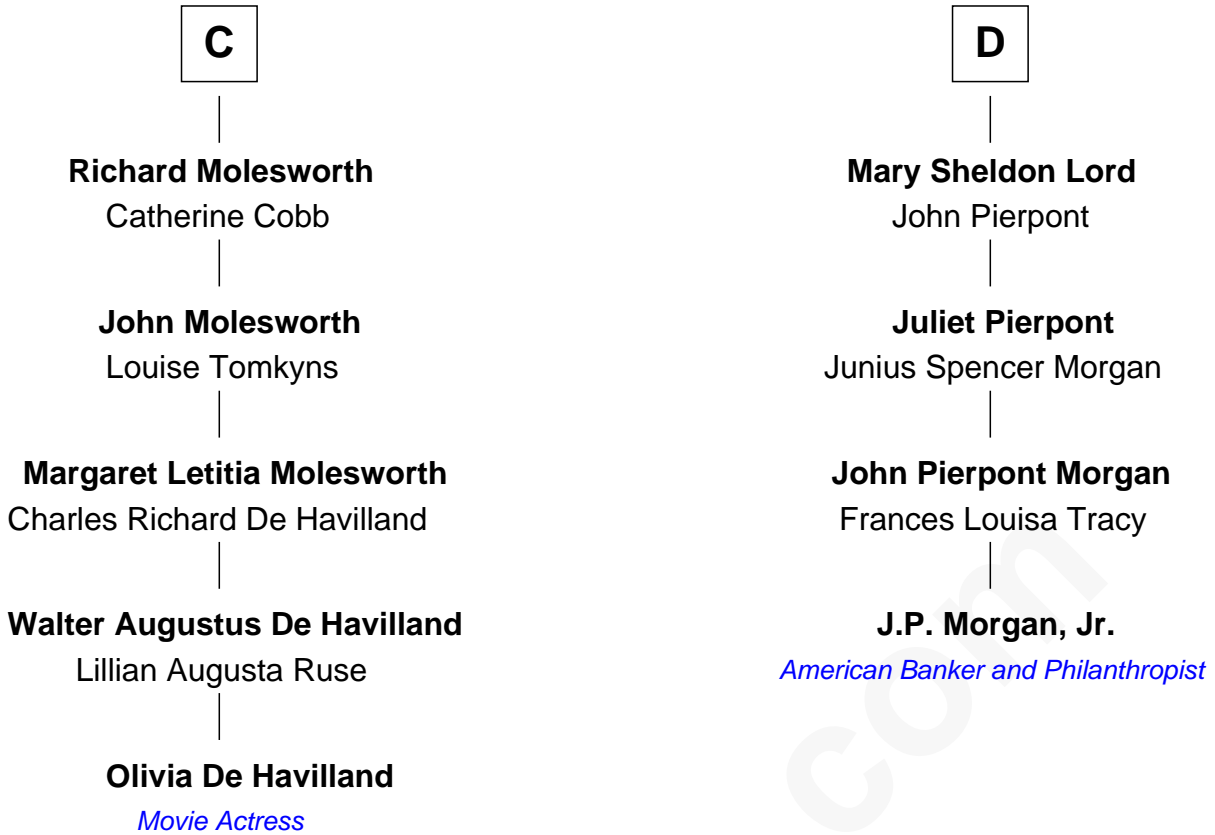 C
Richard Molesworth
Catherine Cobb
John Molesworth
Louise Tomkyns
Margaret Letitia Molesworth
Charles Richard De Havilland
Walter Augustus De Havilland
Lillian Augusta Ruse
Olivia De Havilland
Movie Actress
D
Mary Sheldon Lord
John Pierpont
Juliet Pierpont
Junius Spencer Morgan
John Pierpont Morgan
Frances Louisa Tracy
J.P. Morgan, Jr.
American Banker and Philanthropist
com